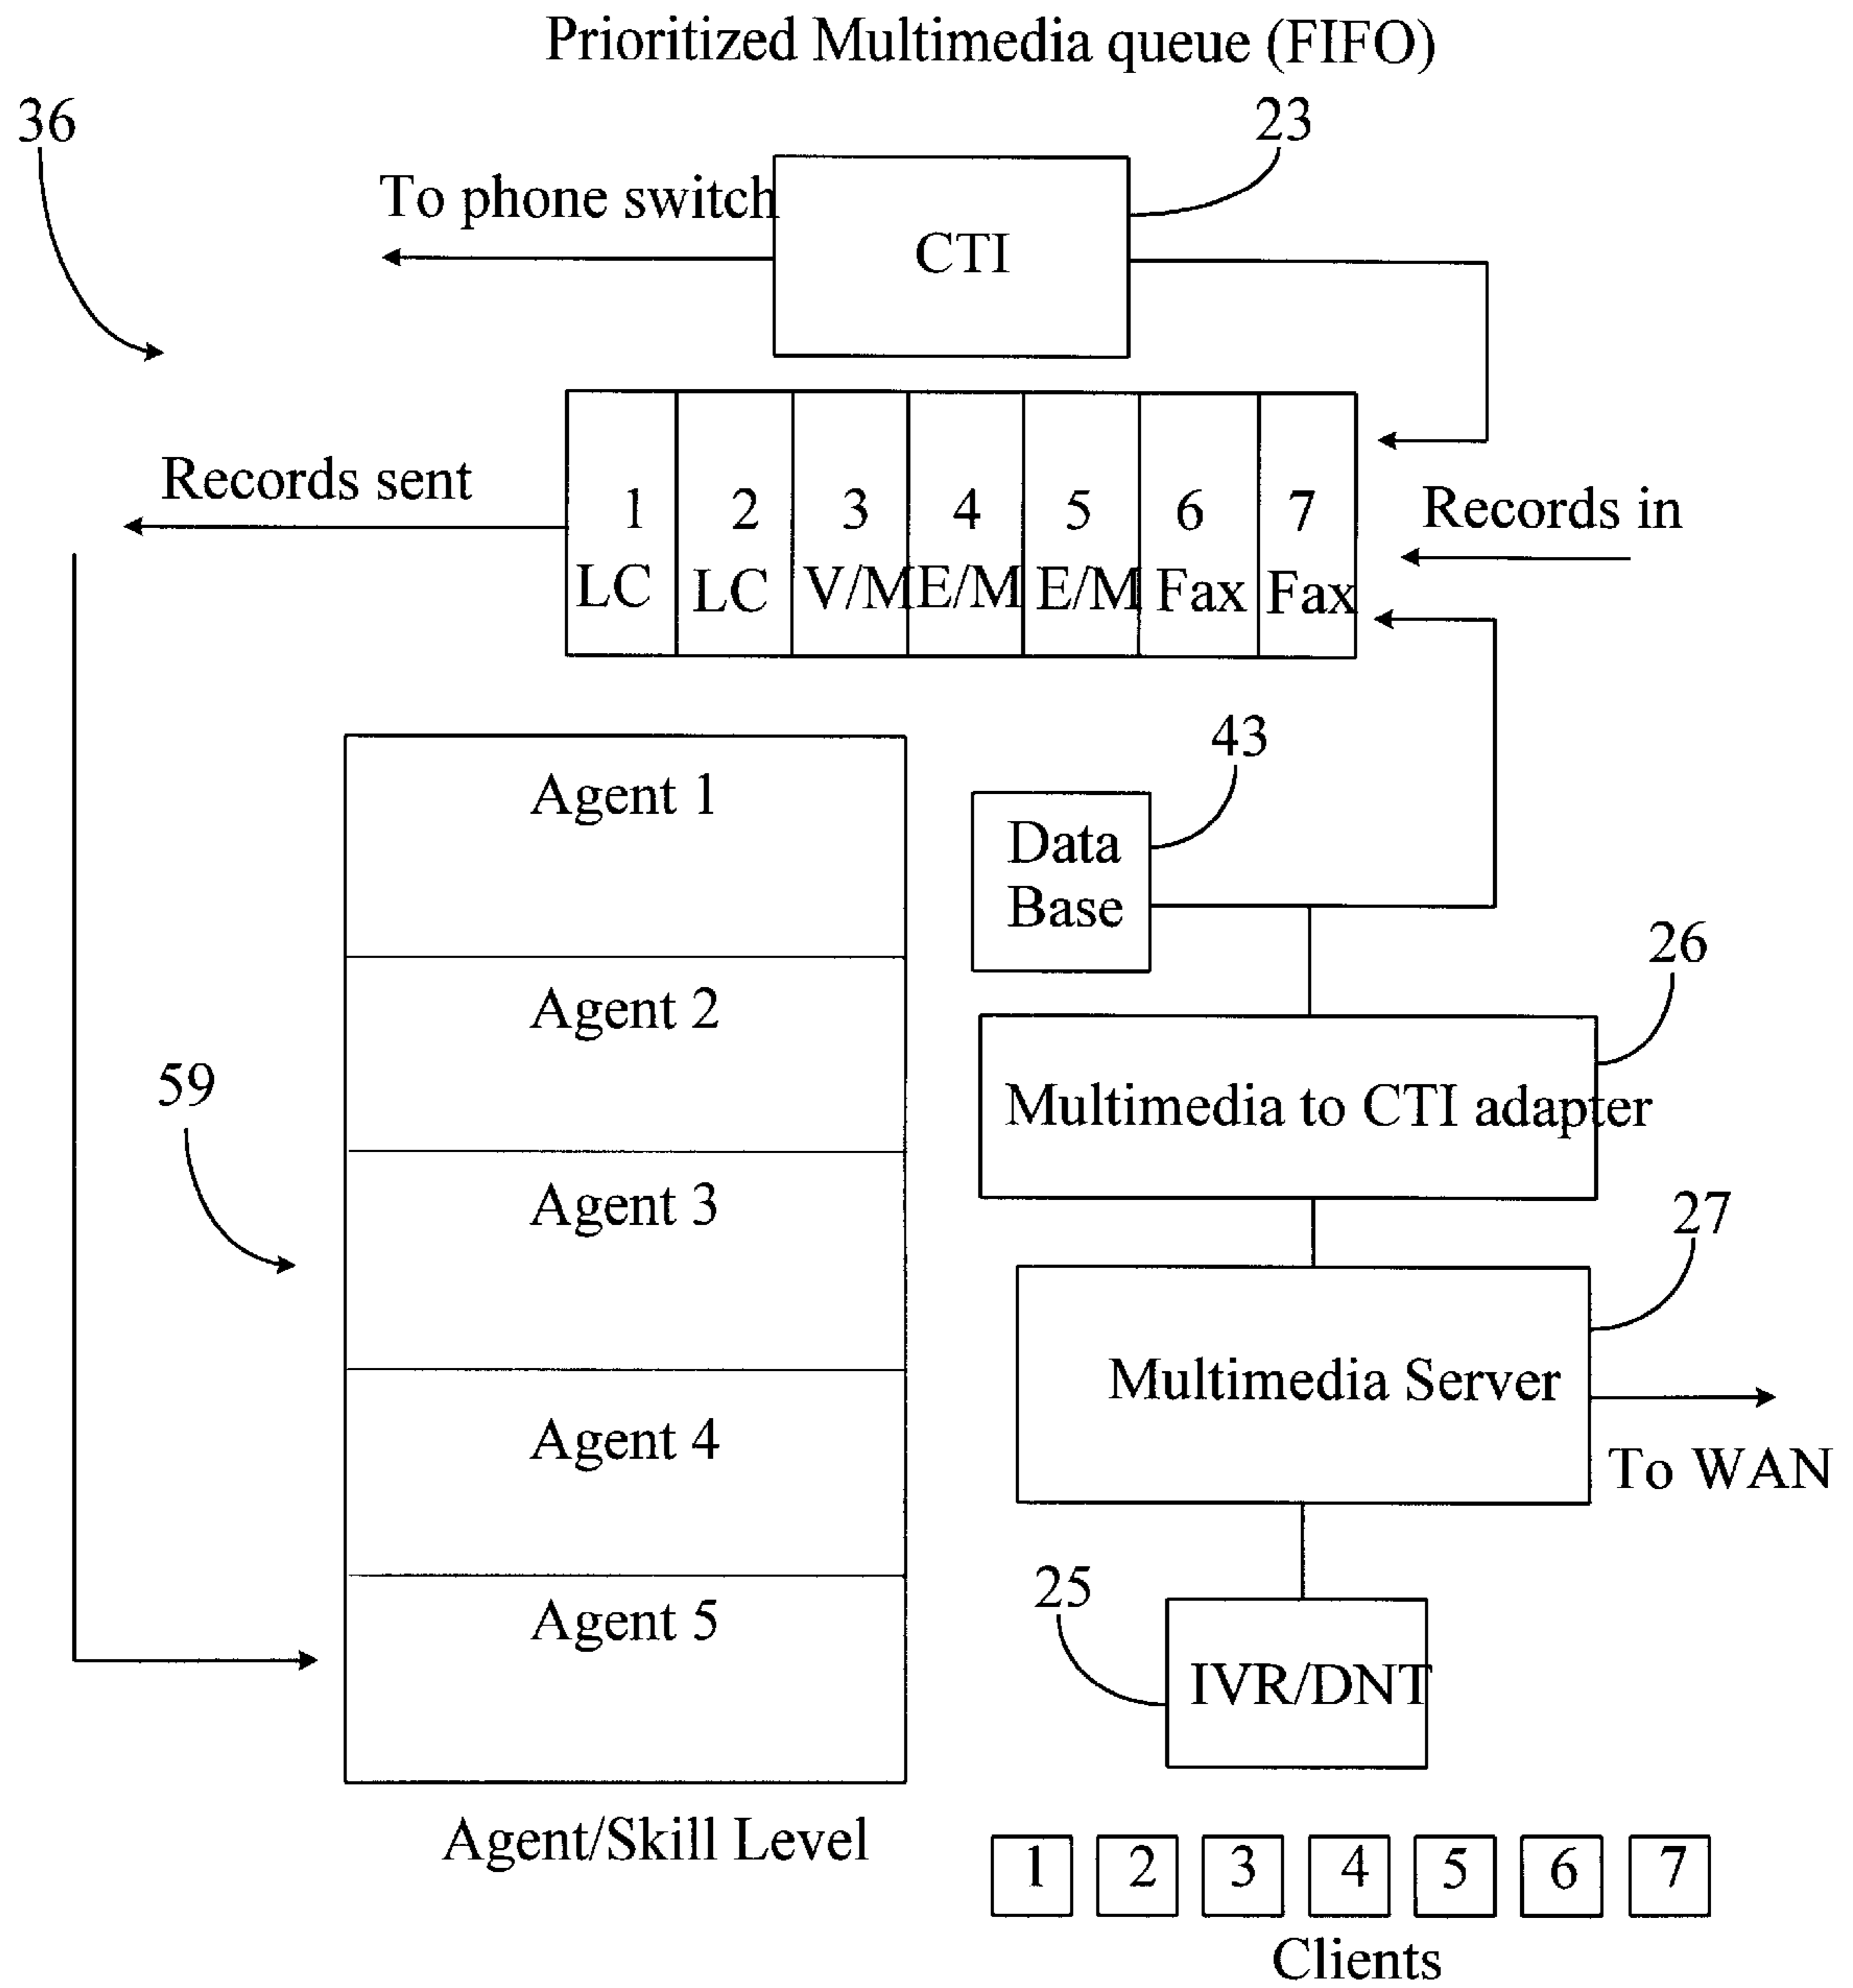 Prioritized Multimedia queue (FIFO)
36
23
To phone switch
CTI
Records sent
1 2 3 4 5 6 7
LC LC V/M E/M E/M Fax Fax
Records in
43
Agent 1
Data
Base
26
Agent 2
59
Multimedia to CTI adapter
Agent 3
27
Multimedia Server
Agent 4
To WAN
25
Agent 5
IVR/DNT
Agent/Skill Level
1 2 3 4 5 6 7
Clients